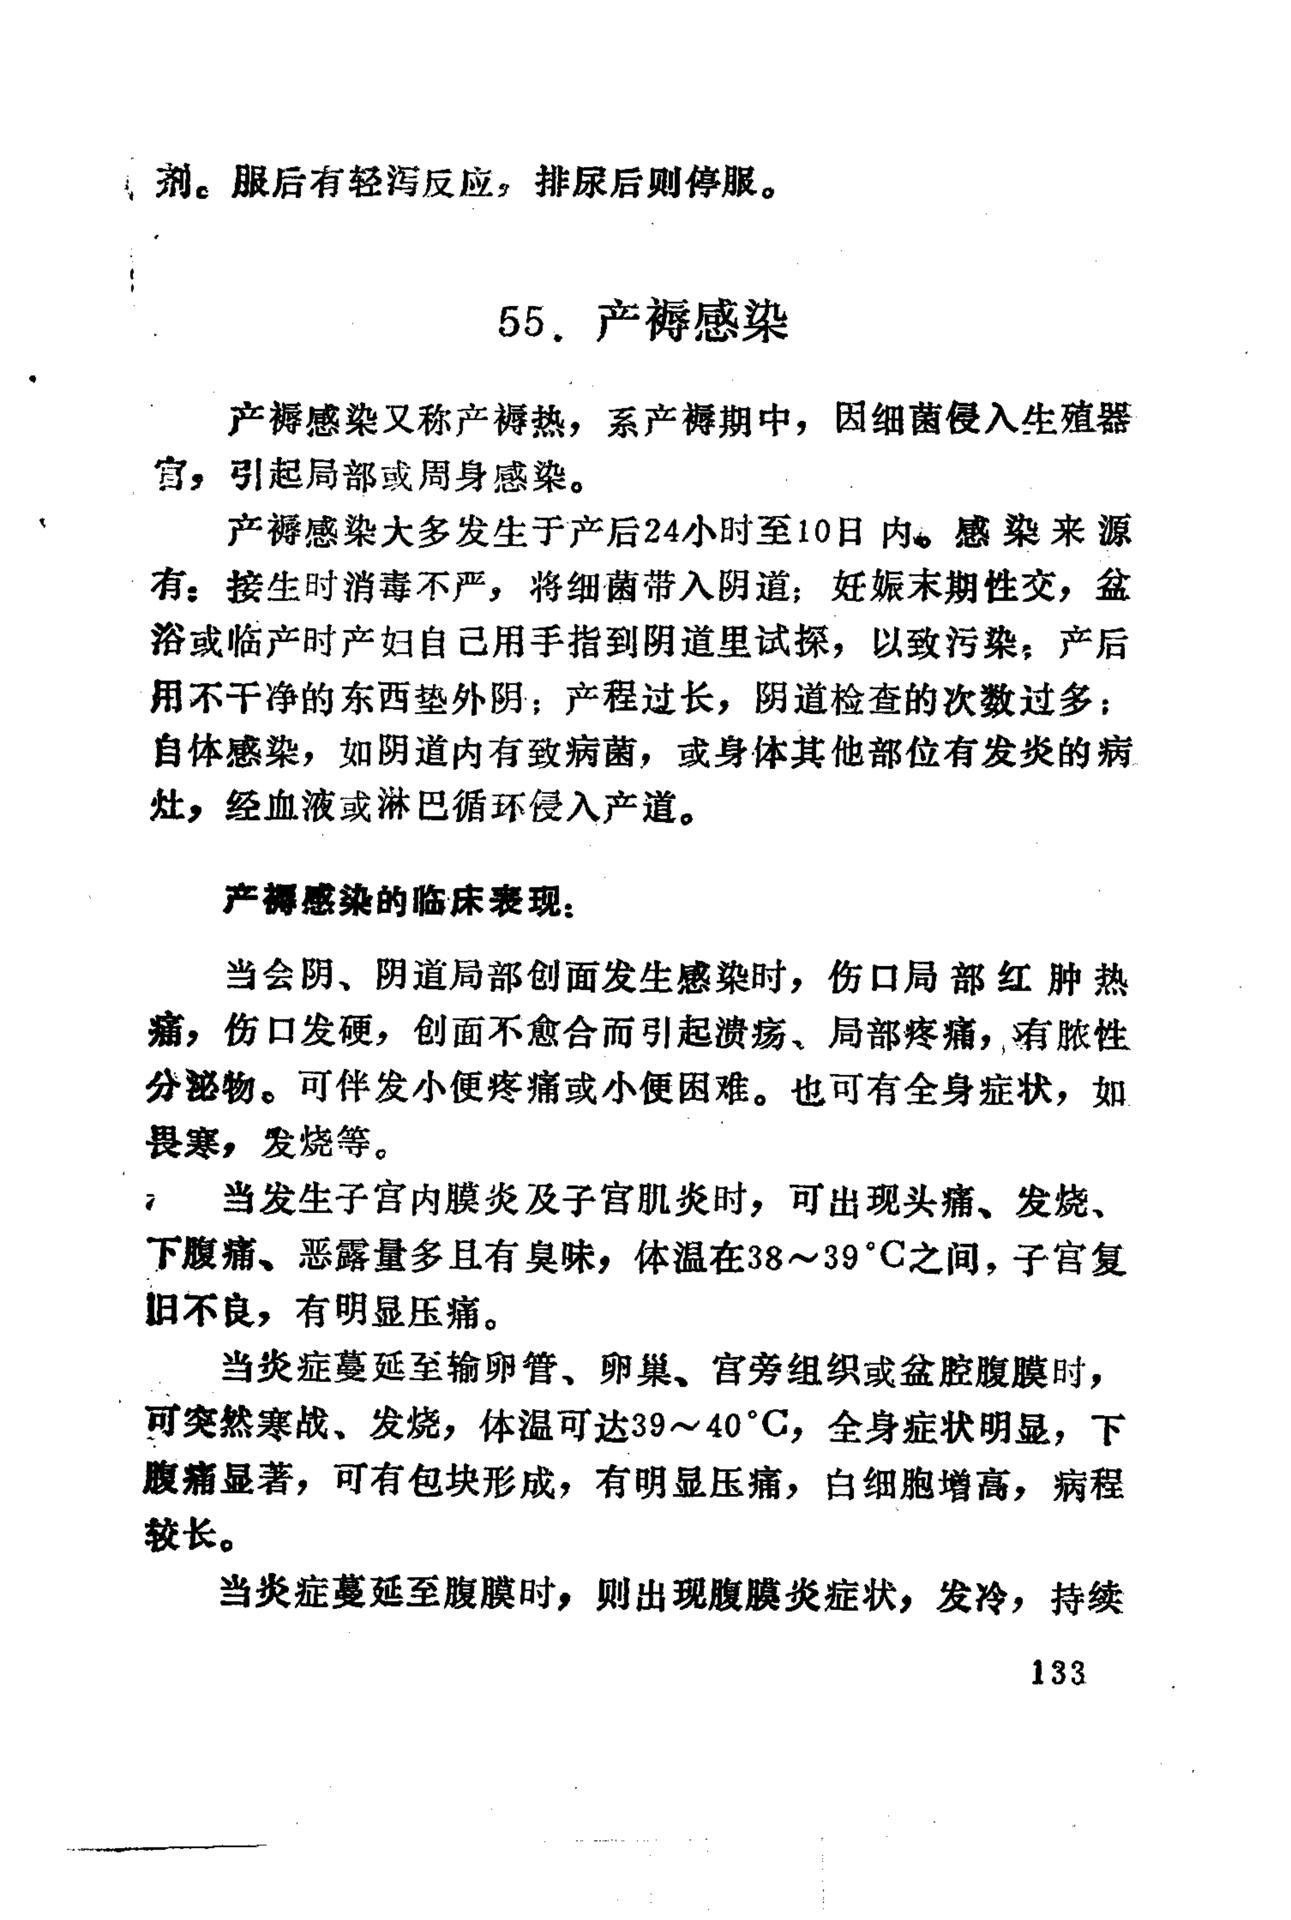 剂。服后有轻泻反应，排尿后则停服。
55．产褥感染
产褥感染又称产褥热，系产褥期中，因细菌侵入生殖器
官，引起局部或周身感染。
产褥感染大多发生于产后24小时至10日内。感染来源
有：接生时消毒不严，将细菌带入阴道；妊娠末期性交，盆
浴或临产时产妇自己用手指到阴道里试探，以致污染；产后
用不干净的东西垫外阴；产程过长，阴道检查的次数过多；
自体感染，如阴道内有致病菌，或身体其他部位有发炎的病
灶，经血液或淋巴循环侵入产道。
产褥感染的临床表现：
当会阴、阴道局部创面发生感染时，伤口局部红肿热
痛，伤口发硬，创面不愈合而引起溃疡、局部疼痛，有脓性
分泌物。可伴发小便疼痛或小便困难。也可有全身症状，如
畏寒，发烧等。
当发生子宫内膜炎及子宫肌炎时，可出现头痛、发烧、
下腹痛、恶露量多且有臭味，体温在38～39°C之间，子宫复
旧不良，有明显压痛。
当炎症蔓延至输卵管、卵巢、宫旁组织或盆腔腹膜时，
可突然寒战、发烧，体温可达39～40°C，全身症状明显，下
腹痛显著，可有包块形成，有明显压痛，白细胞增高，病程
较长。
当炎症蔓延至腹膜时，则出现腹膜炎症状，发冷，持续
133